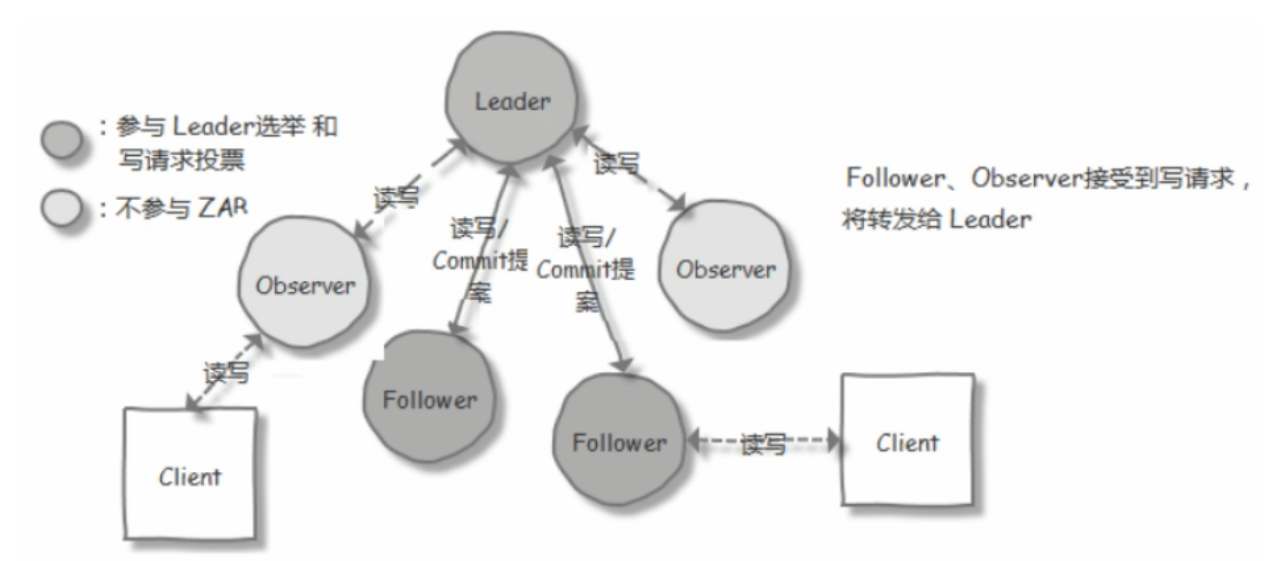 Leader
：参与 Leader选举 和
写请求投票
：不参与 ZAB
读写
读写
Follower、Observer接受到写请求，
将转发给 Leader
读写/
Commit提
案
读写/
Commit提
案
Observer
Observer
读写
Follower
Follower
读写
Client
Client